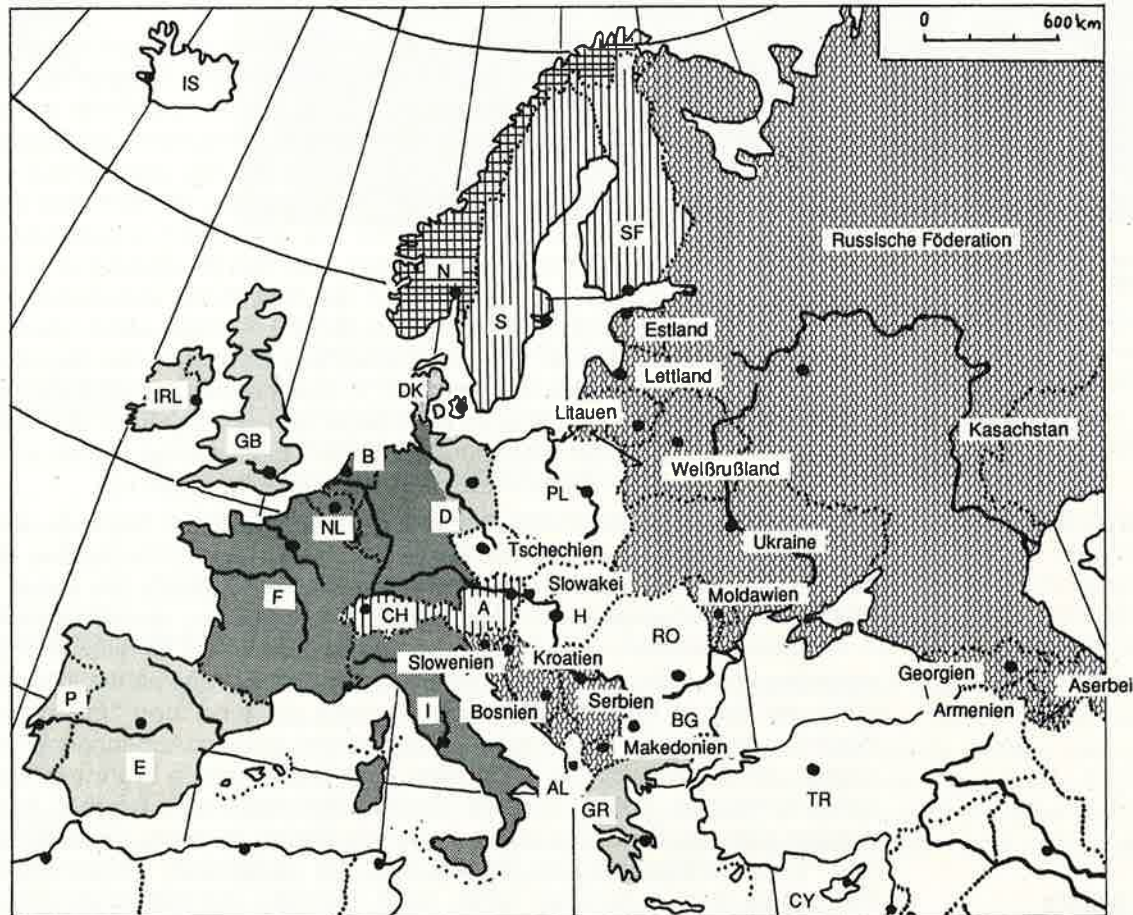 0 600 km
IS
Russische Föderation
SF
N
S
Estland
Lettland
DK
IRL
Litauen
Kasachstan
GB
Weißrußland
B
PL
NL
D
Ukraine
Tschechien
Slowakei
F
CH
A
H
Moldawien
RO
Slowenien
Kroatien
Georgien
Aserbei
P
I
Bosnien
Serbien
Armenien
BG
E
Makedonien
AL
TR
GR
CY